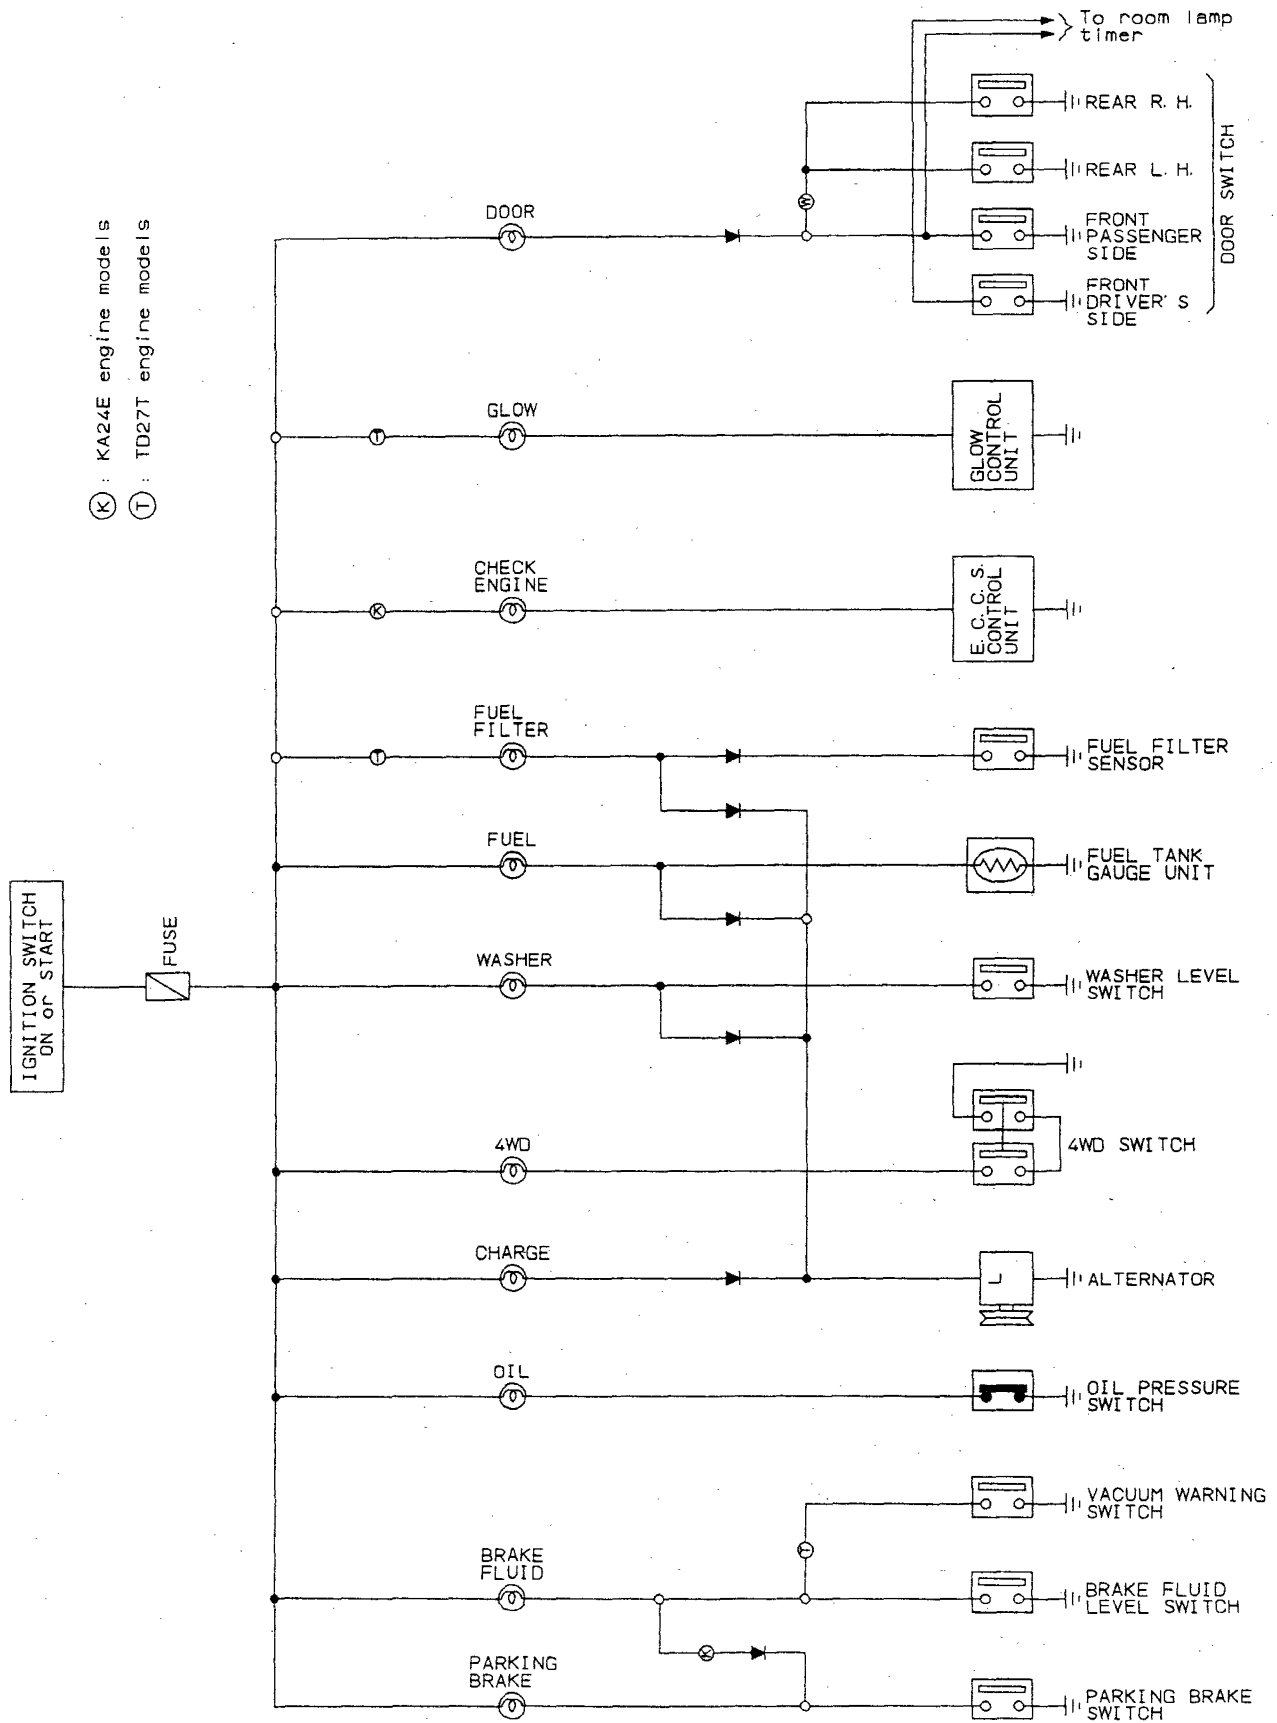 To room lamp
timer
REAR R. H.
REAR L. H.
FRONT
PASSENGER
SIDE
FRONT
DRIVER'S
SIDE
DOOR SWITCH
W
DOOR
K : KA24E engine models
T : TD27T engine models
GLOW
T
GLOW
CONTROL
UNIT
CHECK
ENGINE
K
E. C. C. S.
CONTROL
UNIT
FUEL
FILTER
T
FUEL FILTER
SENSOR
FUEL
FUEL TANK
GAUGE UNIT
IGNITION SWITCH
ON or START
FUSE
WASHER
WASHER LEVEL
SWITCH
4WD
4WD SWITCH
CHARGE
L
ALTERNATOR
OIL
OIL PRESSURE
SWITCH
VACUUM WARNING
SWITCH
T
BRAKE
FLUID
BRAKE FLUID
LEVEL SWITCH
K
PARKING
BRAKE
PARKING BRAKE
SWITCH